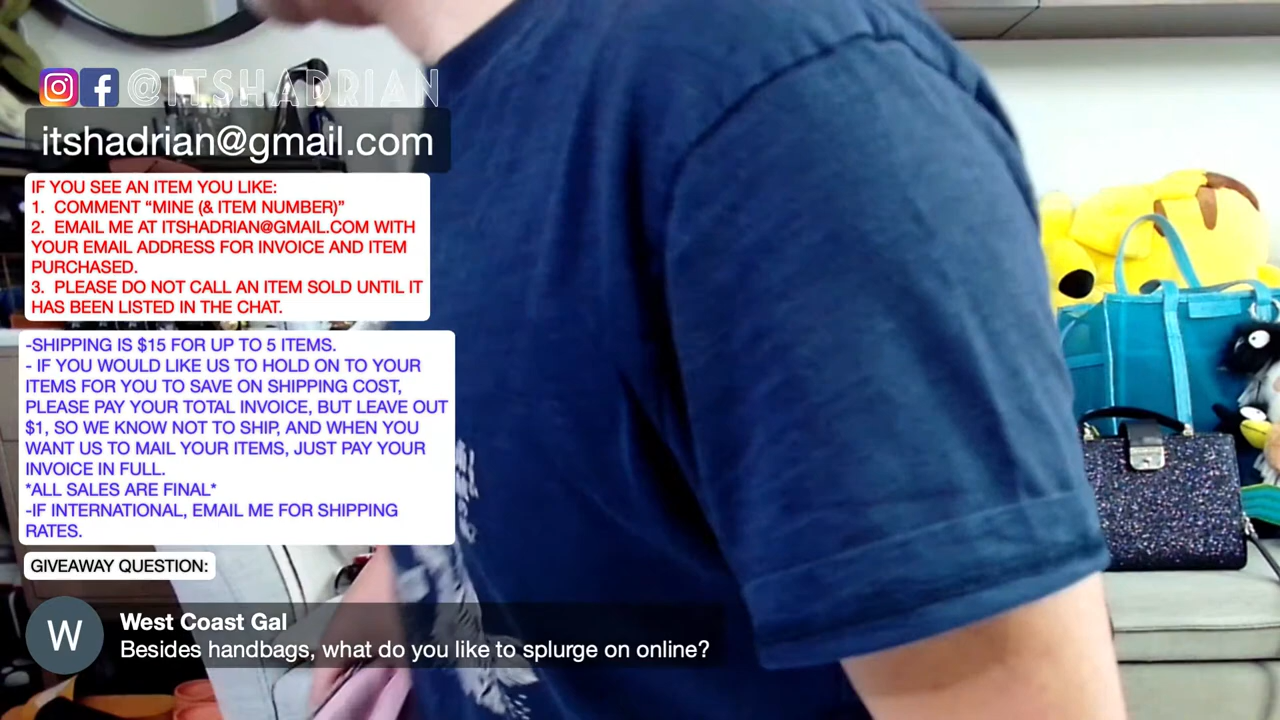 @ITSHADRIAN
itshadrian@gmail.com
IF YOU SEE AN ITEM YOU LIKE:
1. COMMENT “MINE (& ITEM NUMBER)”
2. EMAIL ME AT ITSHADRIAN@GMAIL.COM WITH
YOUR EMAIL ADDRESS FOR INVOICE AND ITEM
PURCHASED.
3. PLEASE DO NOT CALL AN ITEM SOLD UNTIL IT
HAS BEEN LISTED IN THE CHAT.
-SHIPPING IS $15 FOR UP TO 5 ITEMS.
- IF YOU WOULD LIKE US TO HOLD ON TO YOUR
ITEMS FOR YOU TO SAVE ON SHIPPING COST,
PLEASE PAY YOUR TOTAL INVOICE, BUT LEAVE OUT
$1, SO WE KNOW NOT TO SHIP, AND WHEN YOU
WANT US TO MAIL YOUR ITEMS, JUST PAY YOUR
INVOICE IN FULL.
*ALL SALES ARE FINAL*
-IF INTERNATIONAL, EMAIL ME FOR SHIPPING
RATES.
GIVEAWAY QUESTION:
W
West Coast Gal
Besides handbags, what do you like to splurge on online?